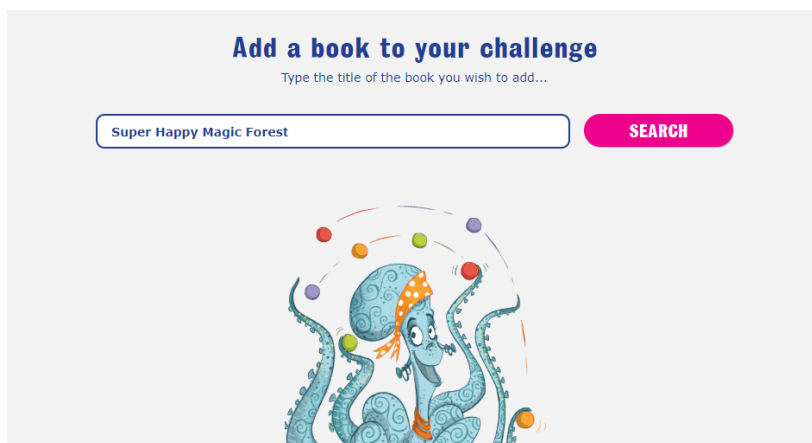 Add a book to your challenge
Type the title of the book you wish to add...
Super Happy Magic Forest
SEARCH